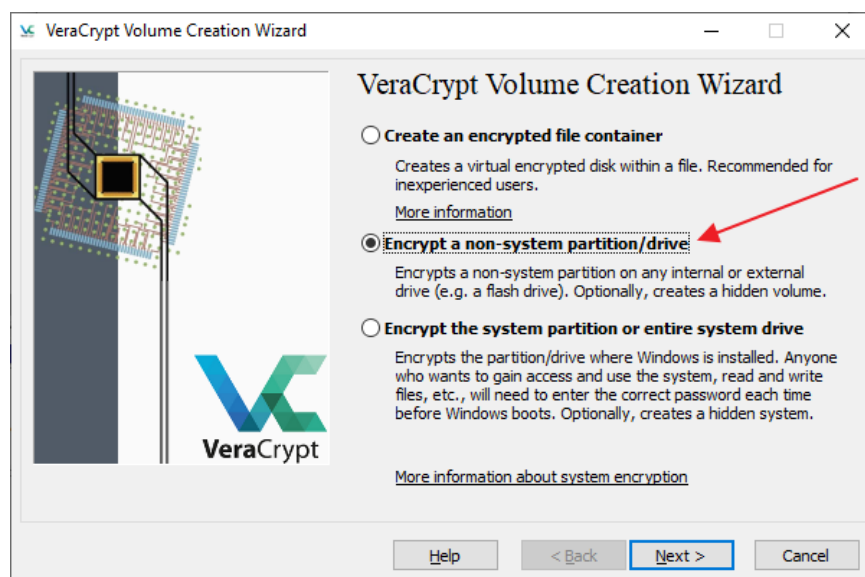 VeraCrypt Volume Creation Wizard
VeraCrypt Volume Creation Wizard
Create an encrypted file container
Creates a virtual encrypted disk within a file. Recommended for
inexperienced users.
More information
Encrypt a non-system partition/drive
Encrypts a non-system partition on any internal or external
drive (e.g. a flash drive). Optionally, creates a hidden volume.
Encrypt the system partition or entire system drive
Encrypts the partition/drive where Windows is installed. Anyone
who wants to gain access and use the system, read and write
files, etc., will need to enter the correct password each time
before Windows boots. Optionally, creates a hidden system.
VeraCrypt
More information about system encryption
Help
< Back
Next >
Cancel